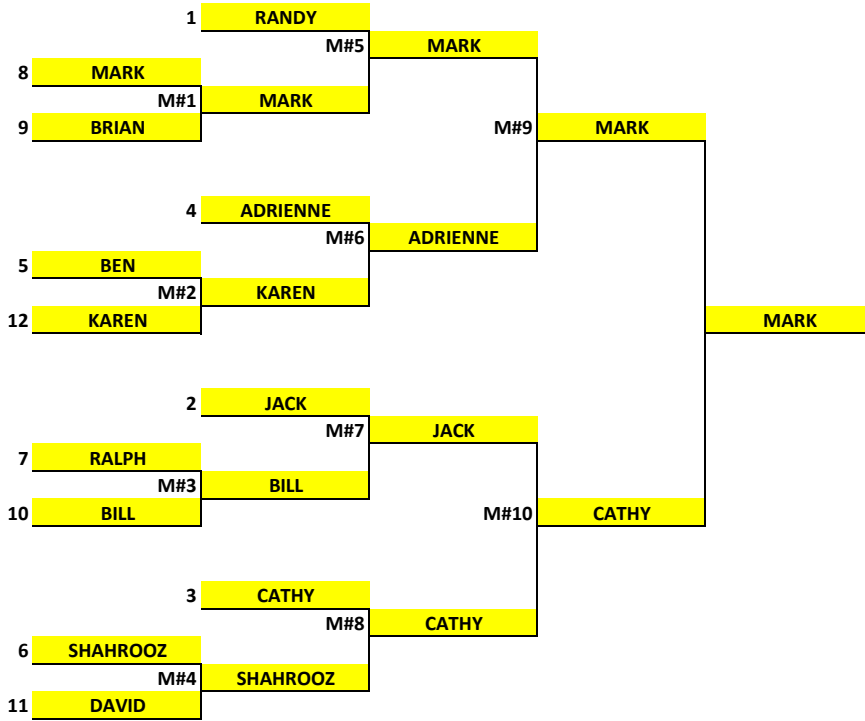 1 RANDY
M#5 MARK
8 MARK
M#1 MARK
9 BRIAN
M#9 MARK
4 ADRIENNE
M#6 ADRIENNE
5 BEN
M#2 KAREN
12 KAREN
MARK
2 JACK
M#7 JACK
7 RALPH
M#3 BILL
10 BILL
M#10 CATHY
3 CATHY
M#8 CATHY
6 SHAHROOZ
M#4 SHAHROOZ
11 DAVID